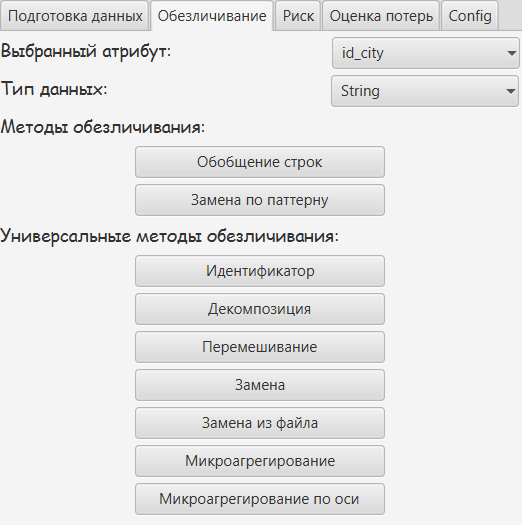 Подготовка данных Обезличивание Риск Оценка потерь Config
Выбранный атрибут: id_city
Тип данных: String
Методы обезличивания:
Обобщение строк
Замена по паттерну
Универсальные методы обезличивания:
Идентификатор
Декомпозиция
Перемешивание
Замена
Замена из файла
Микроагрегирование
Микроагрегирование по оси